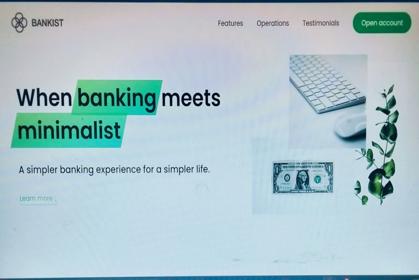 BANKIST
Features
Operations
Testimonials
Open account
When banking meets
minimalist
A simpler banking experience for a simpler life.
Learn more